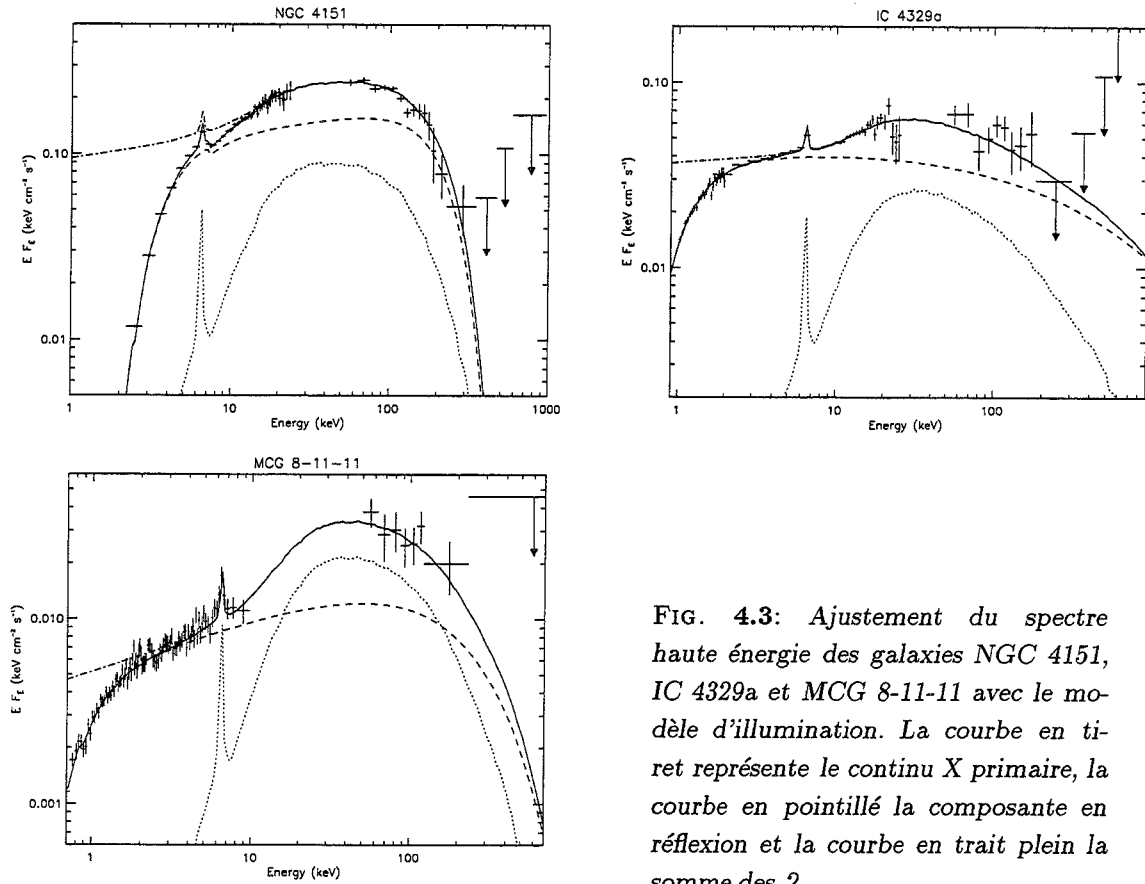 NGC 4151
E F_E (keV cm⁻² s⁻¹)
0.10
0.01
1 10 100 1000
Energy (keV)
IC 4329a
E F_E (keV cm⁻² s⁻¹)
0.10
0.01
1 10 100
Energy (keV)
MCG 8-11-11
E F_E (keV cm⁻² s⁻¹)
0.010
0.001
1 10 100
Energy (keV)
FIG. 4.3: Ajustement du spectre
haute énergie des galaxies NGC 4151,
IC 4329a et MCG 8-11-11 avec le mo-
dèle d'illumination. La courbe en ti-
ret représente le continu X primaire, la
courbe en pointillé la composante en
réflexion et la courbe en trait plein la
somme des 2